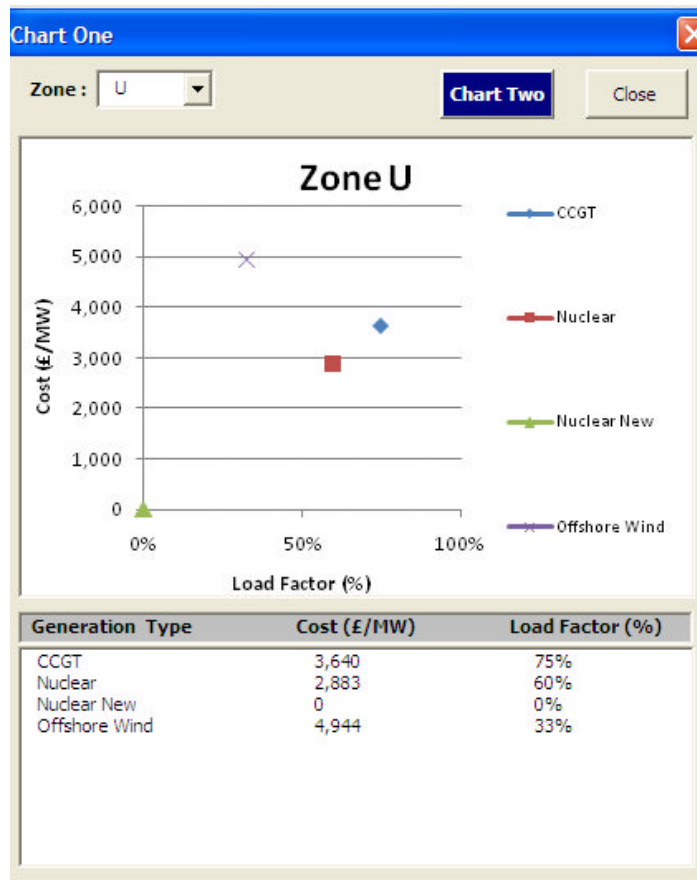 Chart One
Zone : U
Chart Two
Close
Zone U
6,000
5,000
4,000
3,000
2,000
1,000
0
Cost (£/MW)
0% 50% 100%
Load Factor (%)
CCGT
Nuclear
Nuclear New
Offshore Wind
Generation Type Cost (£/MW) Load Factor (%)
CCGT 3,640 75%
Nuclear 2,883 60%
Nuclear New 0 0%
Offshore Wind 4,944 33%